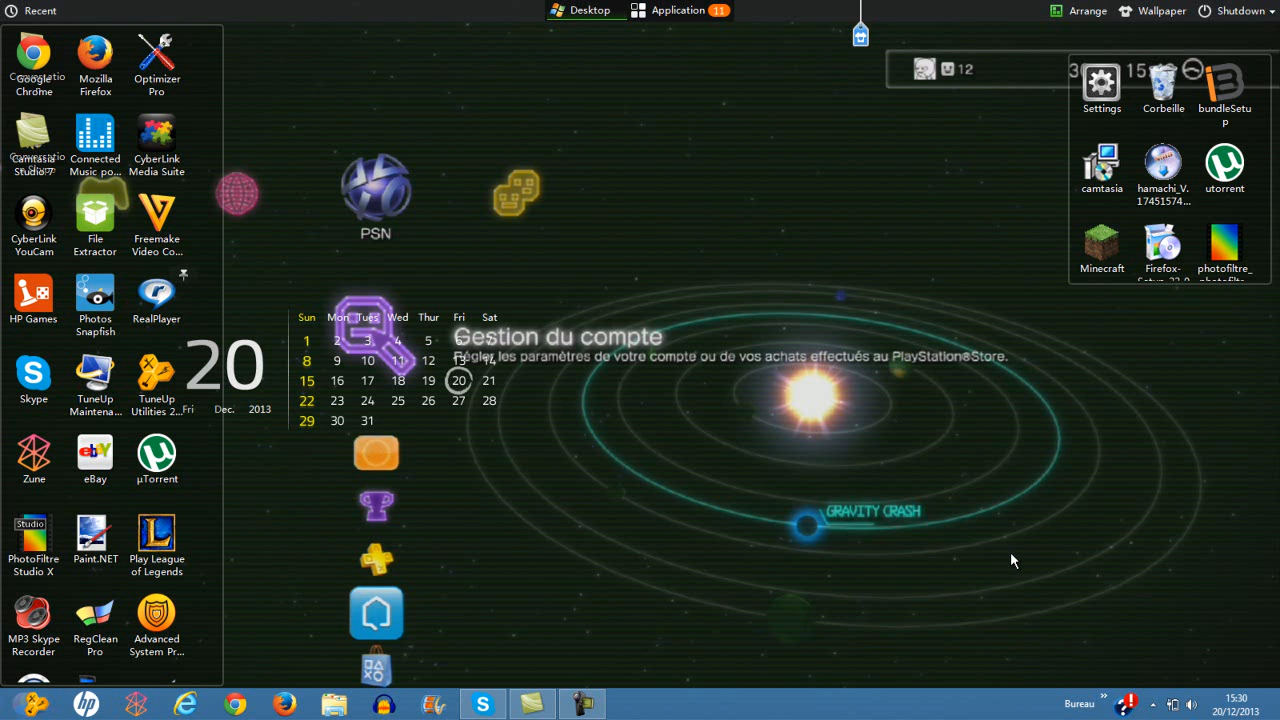 Recent
Desktop
Application 11
Arrange
Wallpaper
Shutdown
12
Google Chrome
Mozilla Firefox
Optimizer Pro
Camtasia Studio 7
Connected Music po...
CyberLink Media Suite
CyberLink YouCam
File Extractor
Freemake Video Co...
HP Games
Photos Snapfish
RealPlayer
Skype
TuneUp Maintena...
TuneUp Utilities 2...
Zune
eBay
µTorrent
Studio
PhotoFiltre Studio X
Paint.NET
Play League of Legends
MP3 Skype Recorder
RegClean Pro
Advanced System Pr...
Settings
Corbeille
bundleSetup
camtasia
hamachi_V.17451574...
utorrent
Minecraft
Firefox-
photofiltre_
PSN
Gestion du compte
Régler les paramètres de votre compte ou de vos achats effectués au PlayStation®Store.
20
Fri Dec. 2013
Sun Mon Tues Wed Thur Fri Sat
1 2 3 4 5 6 7
8 9 10 11 12 13 14
15 16 17 18 19 20 21
22 23 24 25 26 27 28
29 30 31
GRAVITY CRASH
Bureau
15:30
20/12/2013